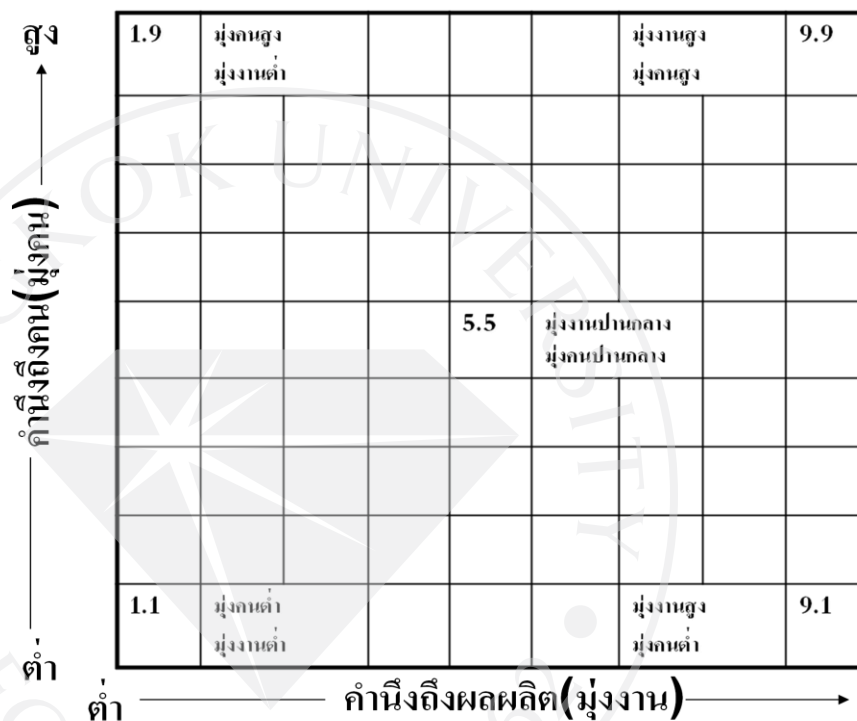 สูง
1.9 มุ่งคนสูง มุ่งงานสูง 9.9
มุ่งงานต่ำ มุ่งคนสูง
คำนึงถึงคน(มุ่งคน)
5.5 มุ่งงานปานกลาง
มุ่งคนปานกลาง
1.1 มุ่งคนต่ำ มุ่งงานสูง 9.1
มุ่งงานต่ำ มุ่งคนต่ำ
ต่ำ
ต่ำ คำนึงถึงผลผลิต(มุ่งงาน)
UNIVERSITY